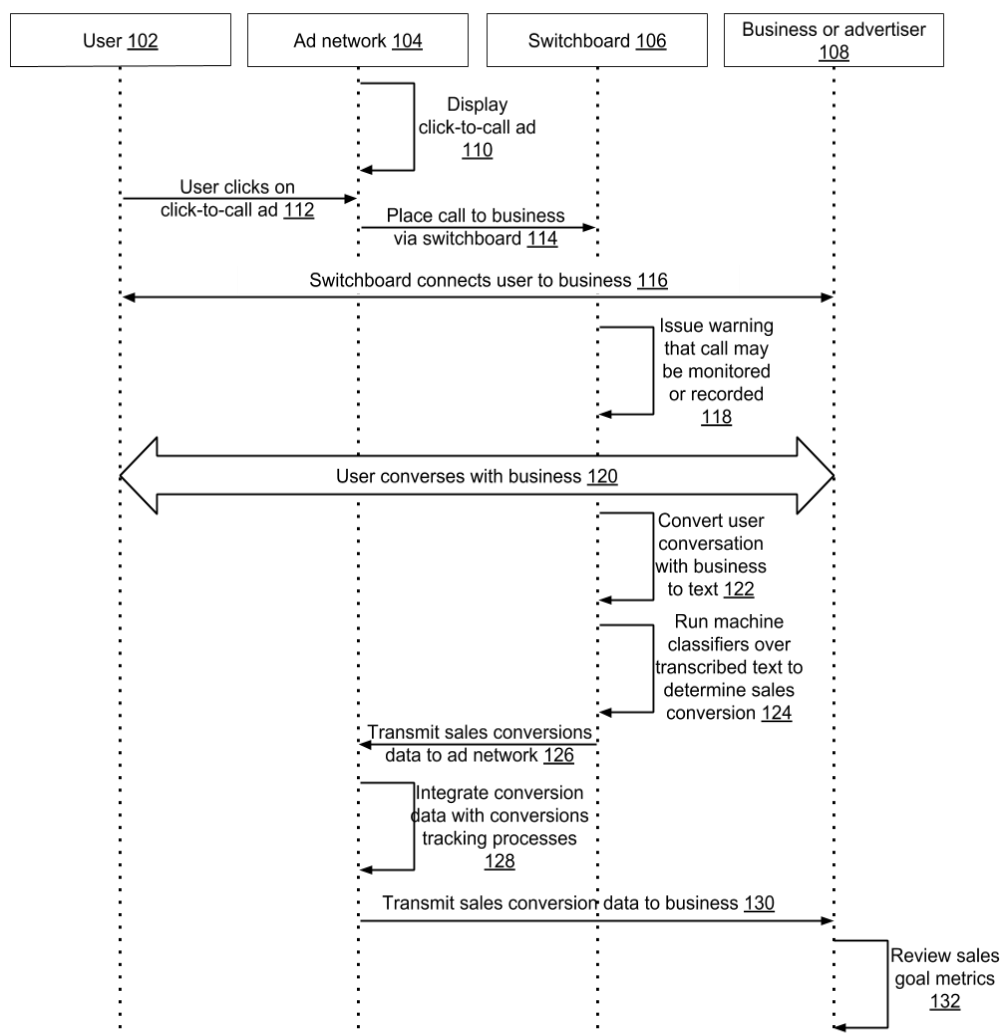 User 102
Ad network 104
Switchboard 106
Business or advertiser
108
Display
click-to-call ad
110
User clicks on
click-to-call ad 112
Place call to business
via switchboard 114
Switchboard connects user to business 116
Issue warning
that call may
be monitored
or recorded
118
User converses with business 120
Convert user
conversation
with business
to text 122
Run machine
classifiers over
transcribed text to
determine sales
conversion 124
Transmit sales conversions
data to ad network 126
Integrate conversion
data with conversions
tracking processes
128
Transmit sales conversion data to business 130
Review sales
goal metrics
132